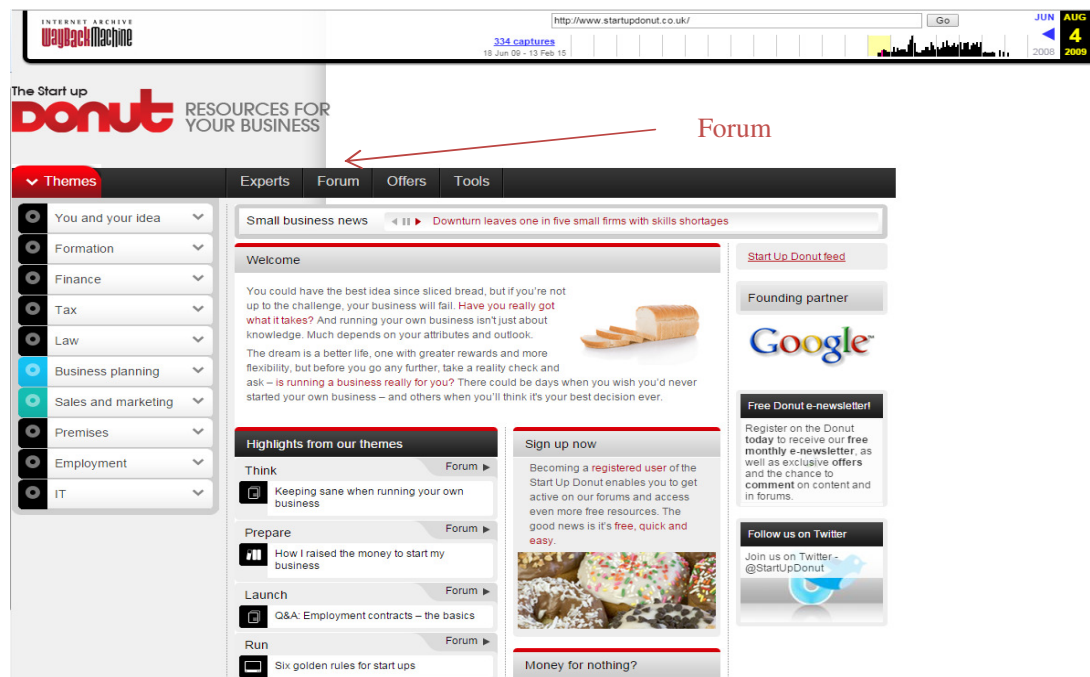 INTERNET ARCHIVE
WayBackMachine
http://www.startupdonut.co.uk/
Go
JUN
AUG
334 captures
18 Jun 09 - 13 Feb 15
4
2008
2009
The Start up
DONUT
RESOURCES FOR
YOUR BUSINESS
Forum
Themes
Experts
Forum
Offers
Tools
You and your idea
Formation
Finance
Tax
Law
Business planning
Sales and marketing
Premises
Employment
IT
Small business news
Downturn leaves one in five small firms with skills shortages
Welcome
You could have the best idea since sliced bread, but if you're not
up to the challenge, your business will fail. Have you really got
what it takes? And running your own business isn't just about
knowledge. Much depends on your attributes and outlook.
The dream is a better life, one with greater rewards and more
flexibility, but before you go any further, take a reality check and
ask – is running a business really for you? There could be days when you wish you'd never
started your own business – and others when you'll think it's your best decision ever.
Highlights from our themes
Think
Forum
Keeping sane when running your own
business
Prepare
Forum
How I raised the money to start my
business
Launch
Forum
Q&A: Employment contracts – the basics
Run
Forum
Six golden rules for start ups
Sign up now
Becoming a registered user of the
Start Up Donut enables you to get
active on our forums and access
even more free resources. The
good news is it's free, quick and
easy.
Money for nothing?
Start Up Donut feed
Founding partner
Google™
Free Donut e-newsletter!
Register on the Donut
today to receive our free
monthly e-newsletter, as
well as exclusive offers
and the chance to
comment on content and
in forums.
Follow us on Twitter
Join us on Twitter -
@StartUpDonut